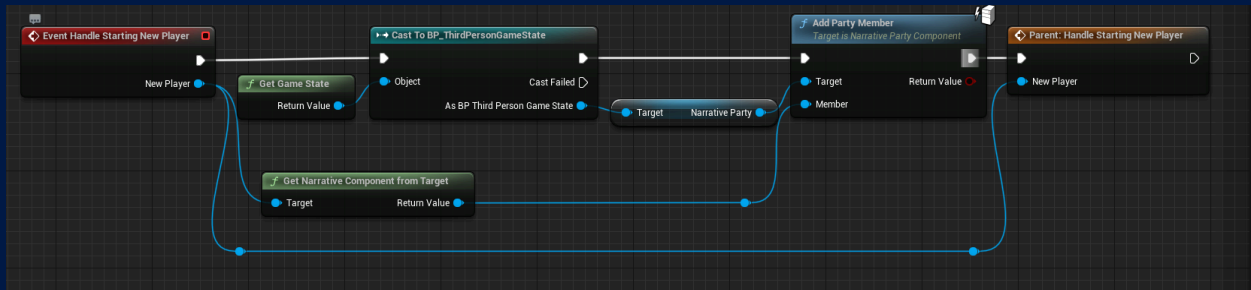 Event Handle Starting New Player
New Player
f Get Game State
Return Value
Cast To BP_ThirdPersonGameState
Object
Cast Failed
As BP Third Person Game State
Target Narrative Party
f Add Party Member
Target is Narrative Party Component
Target Return Value
Member
Parent: Handle Starting New Player
New Player
f Get Narrative Component from Target
Target Return Value